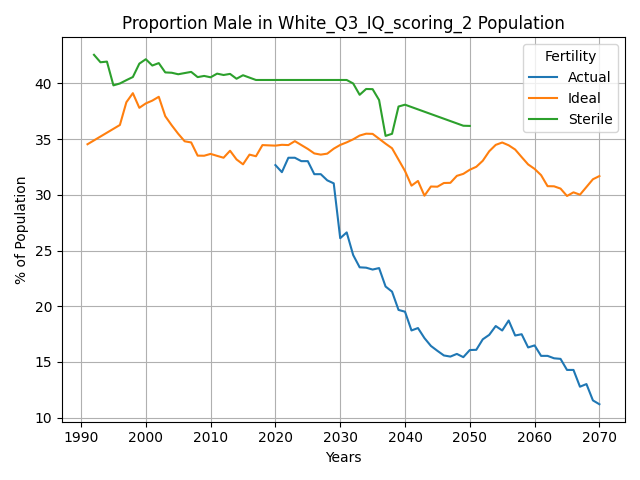 Proportion Male in White_Q3_IQ_scoring_2 Population
Fertility
Actual
Ideal
Sterile
% of Population
40
35
30
25
20
15
10
1990 2000 2010 2020 2030 2040 2050 2060 2070
Years